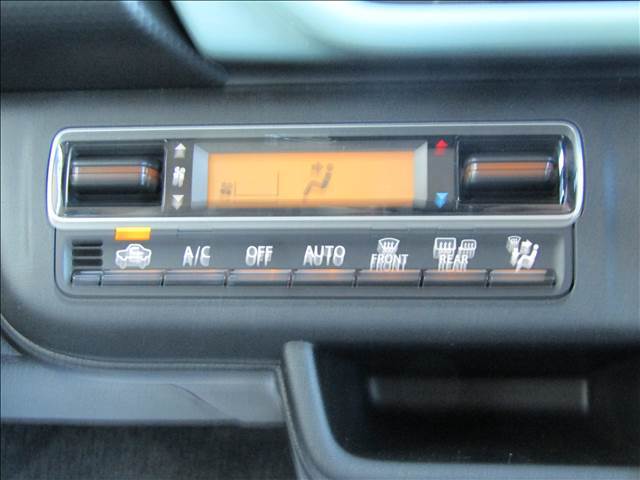 A/C OFF AUTO FRONT REAR